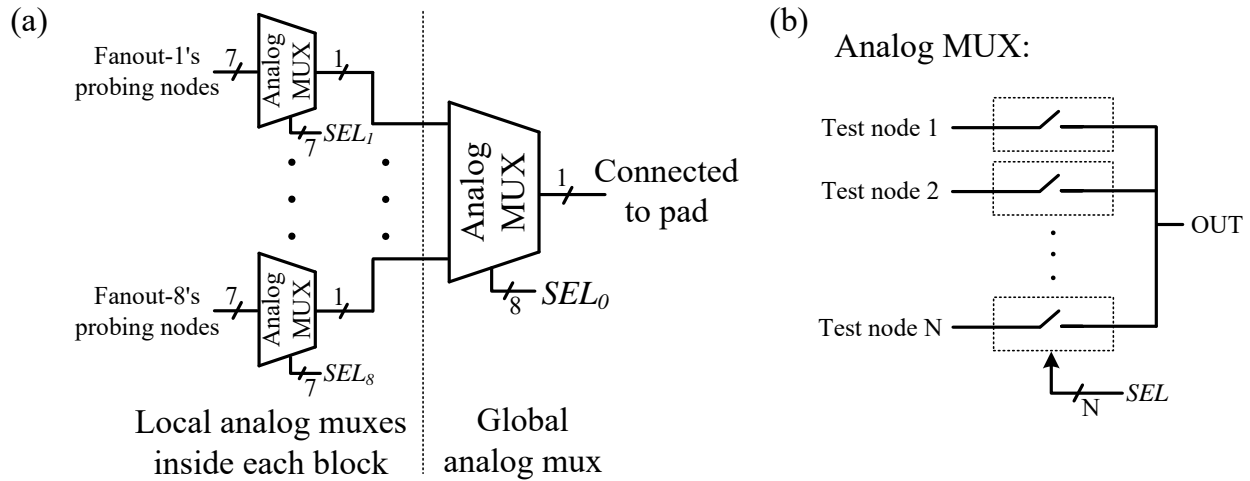 (a)
Fanout-1's
probing nodes
7
Analog
MUX
1
7
SEL1
Fanout-8's
probing nodes
7
Analog
MUX
1
7
SEL8
Analog
MUX
1
Connected
to pad
8
SEL0
Local analog muxes
inside each block
Global
analog mux
(b)
Analog MUX:
Test node 1
Test node 2
Test node N
OUT
N
SEL